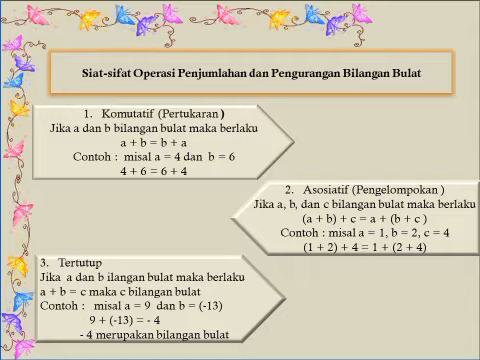 Siat-sifat Operasi Penjumlahan dan Pengurangan Bilangan Bulat
1. Komutatif (Pertukaran )
Jika a dan b bilangan bulat maka berlaku
a + b = b + a
Contoh : misal a = 4 dan b = 6
4 + 6 = 6 + 4
2. Asosiatif (Pengelompokan )
Jika a, b, dan c bilangan bulat maka berlaku
(a + b) + c = a + (b + c )
Contoh : misal a = 1, b = 2, c = 4
(1 + 2) + 4 = 1 + (2 + 4)
3. Tertutup
Jika a dan b ilangan bulat maka berlaku
a + b = c maka c bilangan bulat
Contoh : misal a = 9 dan b = (-13)
9 + (-13) = - 4
- 4 merupakan bilangan bulat